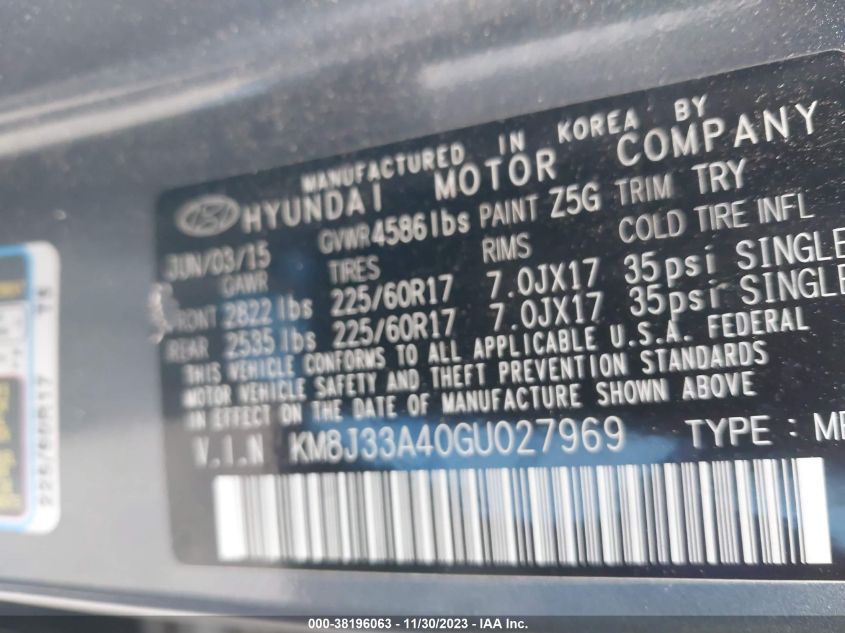 MANUFACTURED IN KOREA BY
HYUNDAI MOTOR COMPANY
JUN/03/15 GVWR 4586 lbs PAINT Z5G TRIM TRY
GAWR TIRES RIMS COLD TIRE INFL
FRONT 2822 lbs 225/60R17 7.0JX17 35psi SINGLE
REAR 2535 lbs 225/60R17 7.0JX17 35psi SINGLE
THIS VEHICLE CONFORMS TO ALL APPLICABLE U.S.A. FEDERAL
MOTOR VEHICLE SAFETY AND THEFT PREVENTION STANDARDS
IN EFFECT ON THE DATE OF MANUFACTURE SHOWN ABOVE
V.I.N KM8J33A40GU027969 TYPE : MP
225/60R17
000-38196063 - 11/30/2023 - IAA Inc.